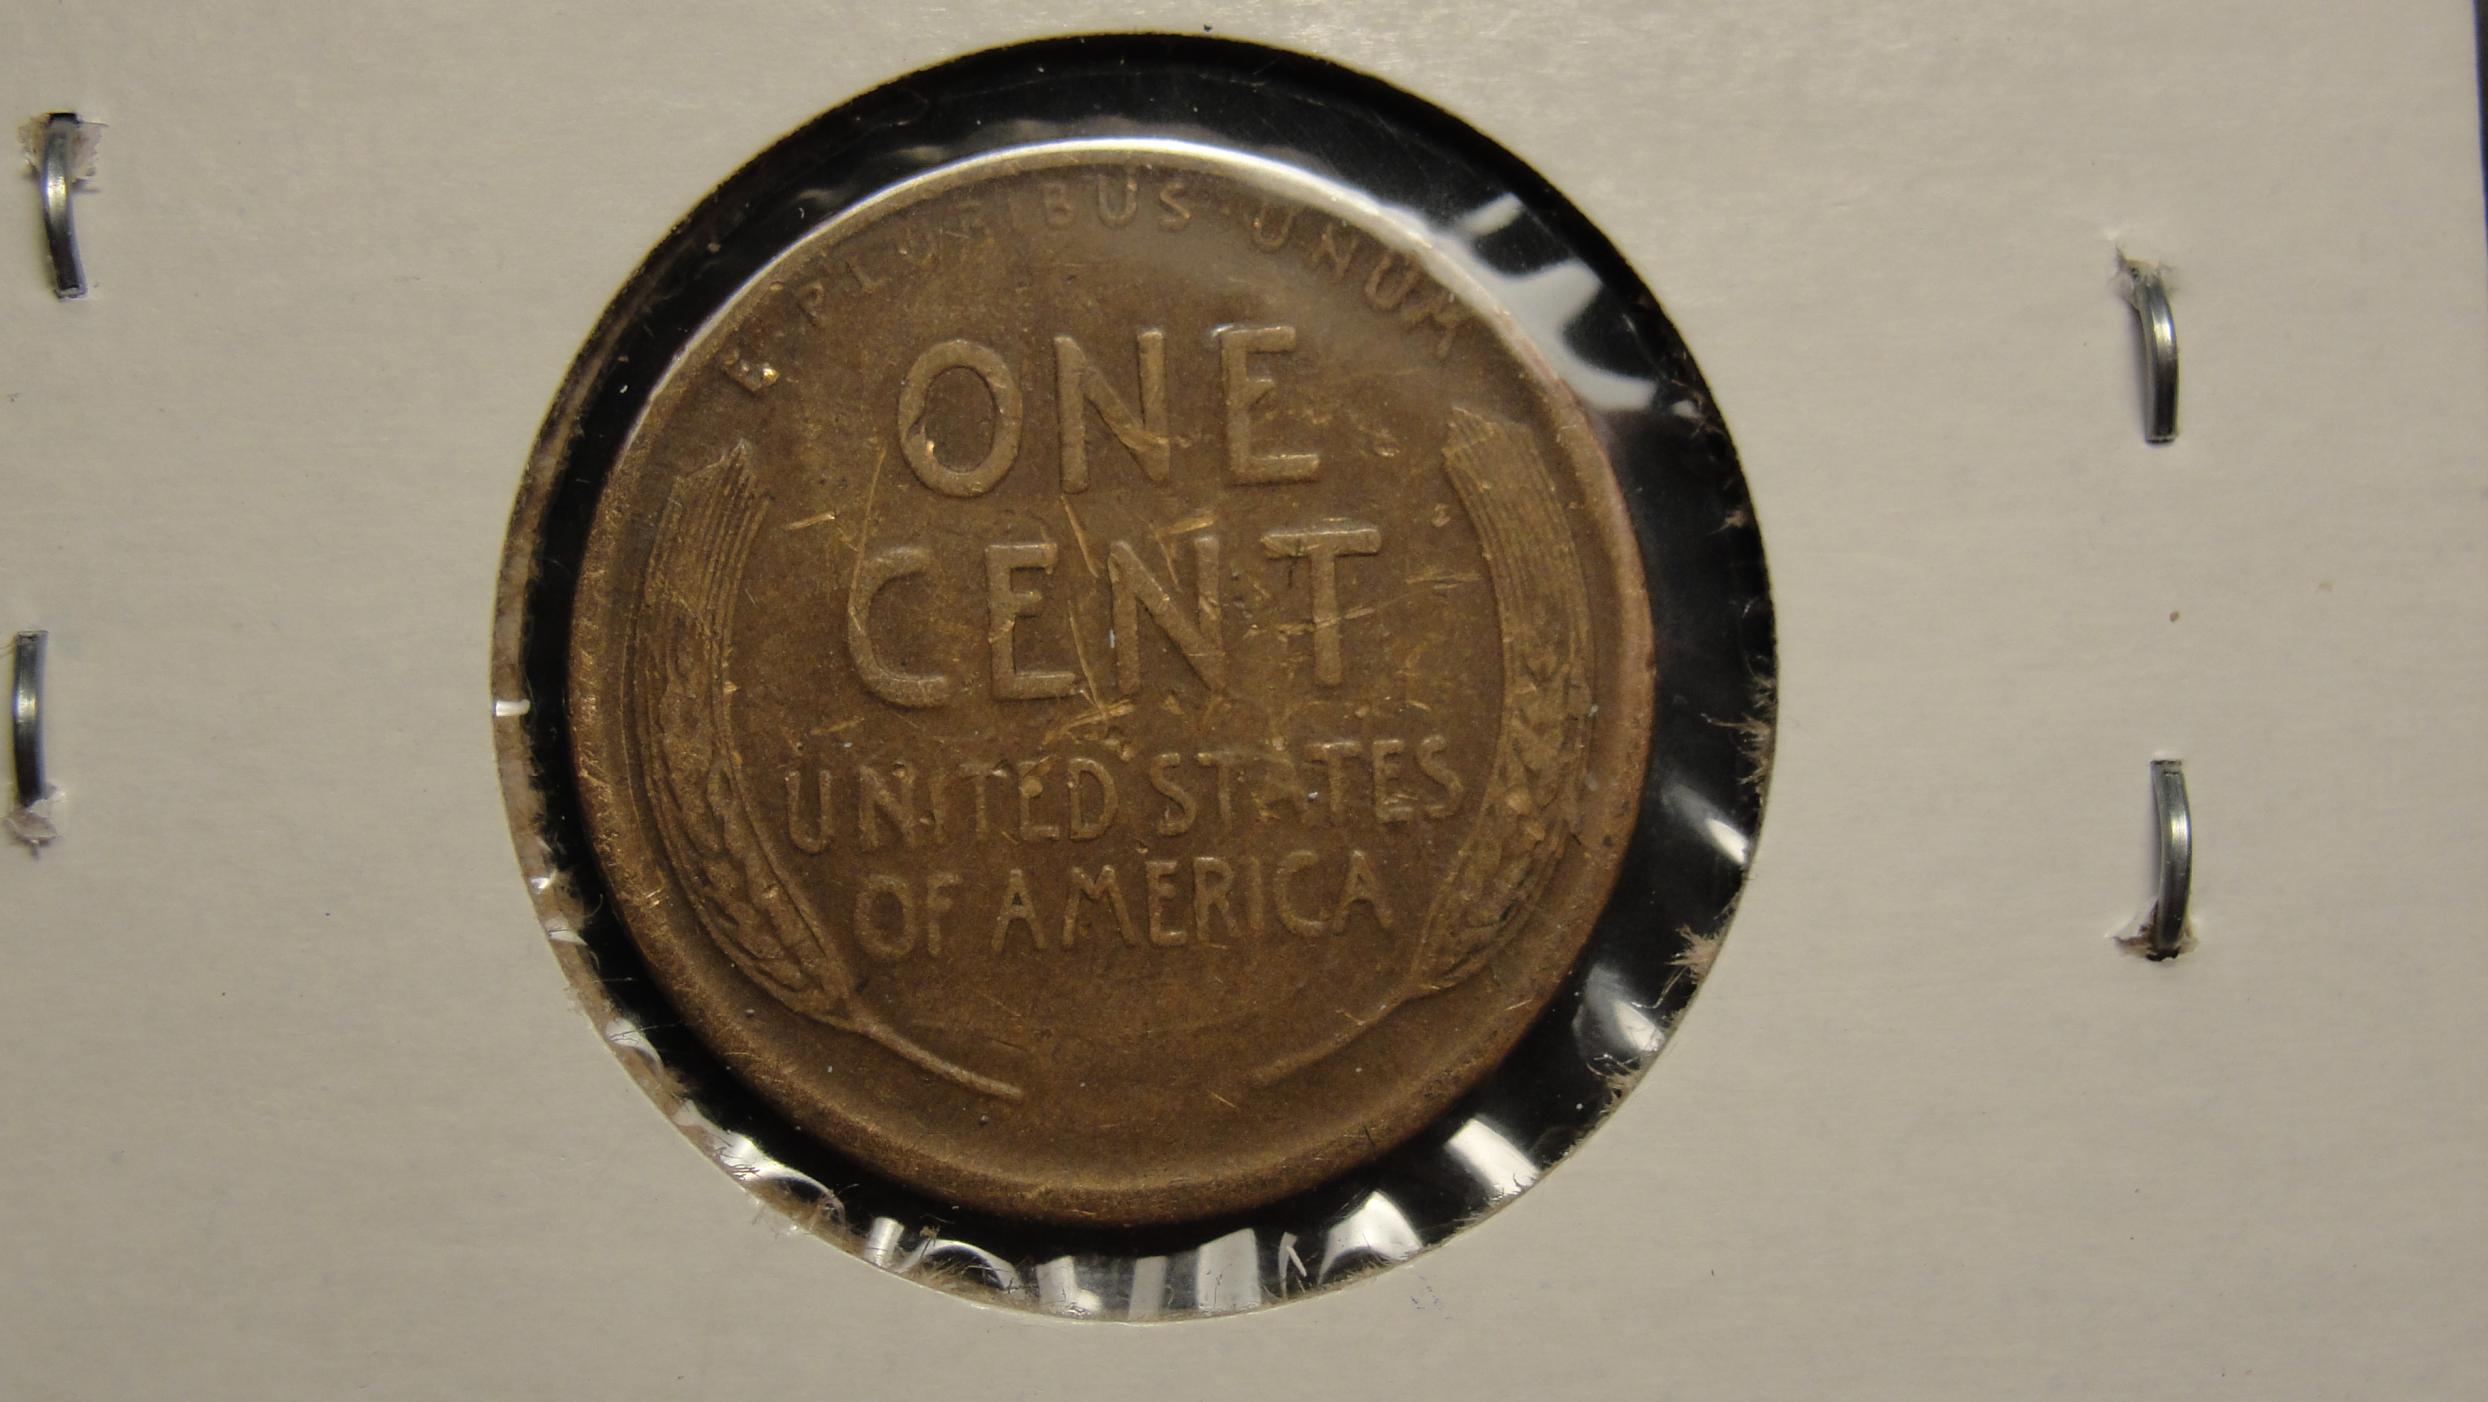 E·PLURIBUS·UNUM
ONE
CENT
UNITED STATES
OF AMERICA